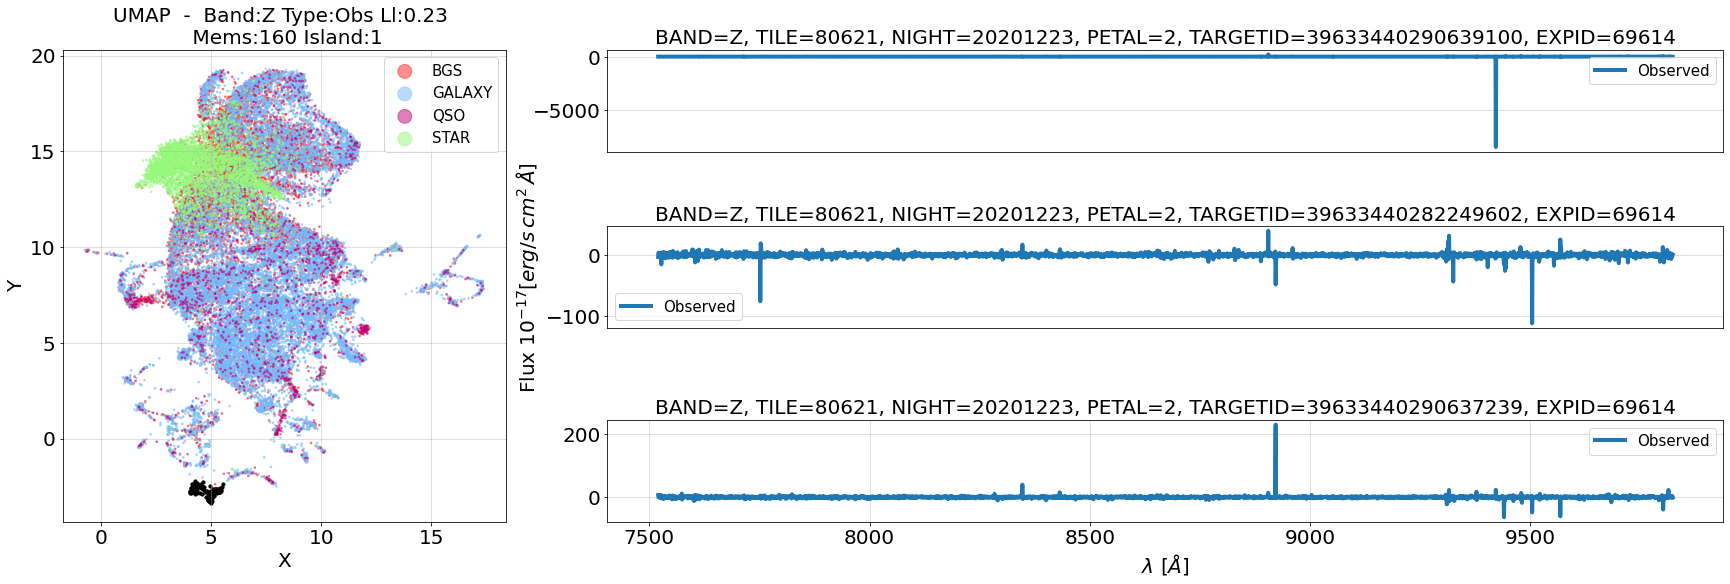 UMAP - Band:Z Type:Obs Ll:0.23
Mems:160 Island:1
20
15
10
5
0
Y
0
5
10
15
X
BGS
GALAXY
QSO
STAR
Flux 10⁻¹⁷[erg/s cm² Å]
BAND=Z, TILE=80621, NIGHT=20201223, PETAL=2, TARGETID=39633440290639100, EXPID=69614
0
−5000
Observed
BAND=Z, TILE=80621, NIGHT=20201223, PETAL=2, TARGETID=39633440282249602, EXPID=69614
0
−100
Observed
BAND=Z, TILE=80621, NIGHT=20201223, PETAL=2, TARGETID=39633440290637239, EXPID=69614
200
0
Observed
7500
8000
8500
9000
9500
λ [Å]